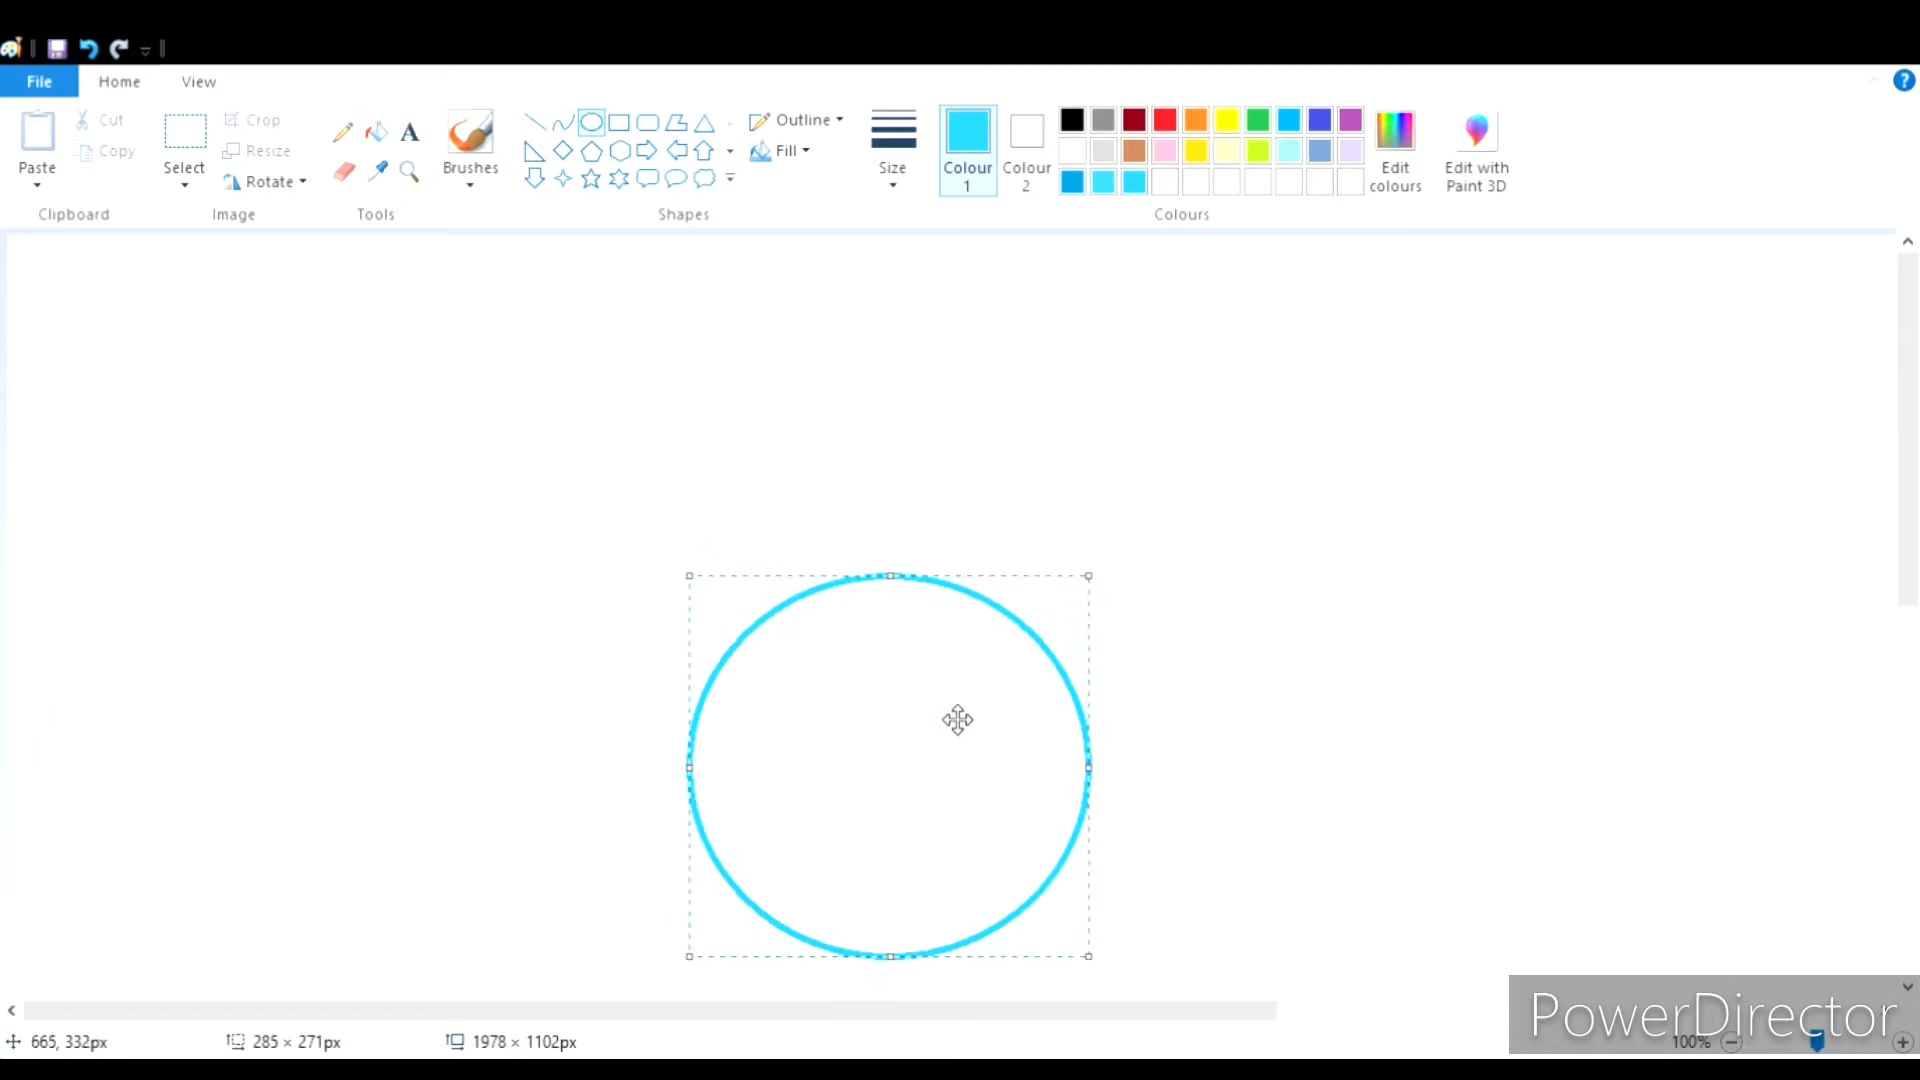 File Home View
Paste
Cut
Copy
Clipboard
Select
Crop
Resize
Rotate
Image
A
Tools
Brushes
Shapes
Outline
Fill
Size
Colour
1
Colour
2
Colours
Edit
colours
Edit with
Paint 3D
?
665, 332px
285 × 271px
1978 × 1102px
100%
PowerDirector